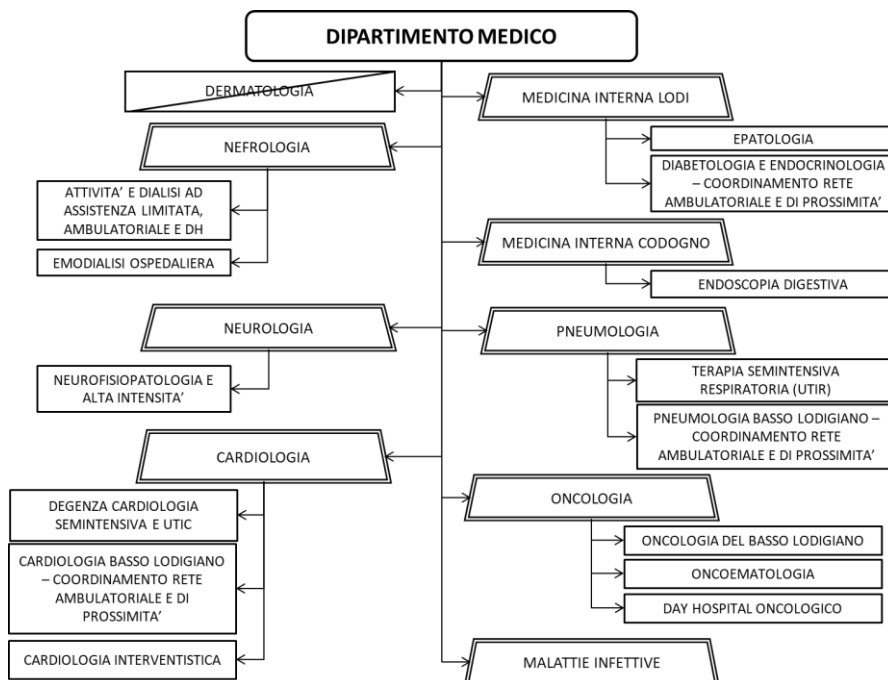 DIPARTIMENTO MEDICO
DERMATOLOGIA
NEFROLOGIA
ATTIVITA’ E DIALISI AD
ASSISTENZA LIMITATA,
AMBULATORIALE E DH
EMODIALISI OSPEDALIERA
NEUROLOGIA
NEUROFISIOPATOLOGIA E
ALTA INTENSITA’
CARDIOLOGIA
DEGENZA CARDIOLOGIA
SEMINTENSIVA E UTIC
CARDIOLOGIA BASSO LODIGIANO
– COORDINAMENTO RETE
AMBULATORIALE E DI
PROSSIMITA’
CARDIOLOGIA INTERVENTISTICA
MEDICINA INTERNA LODI
EPATOLOGIA
DIABETOLOGIA E ENDOCRINOLOGIA
– COORDINAMENTO RETE
AMBULATORIALE E DI PROSSIMITA’
MEDICINA INTERNA CODOGNO
ENDOSCOPIA DIGESTIVA
PNEUMOLOGIA
TERAPIA SEMINTENSIVA
RESPIRATORIA (UTIR)
PNEUMOLOGIA BASSO LODIGIANO –
COORDINAMENTO RETE
AMBULATORIALE E DI PROSSIMITA’
ONCOLOGIA
ONCOLOGIA DEL BASSO LODIGIANO
ONCOEMATOLOGIA
DAY HOSPITAL ONCOLOGICO
MALATTIE INFETTIVE